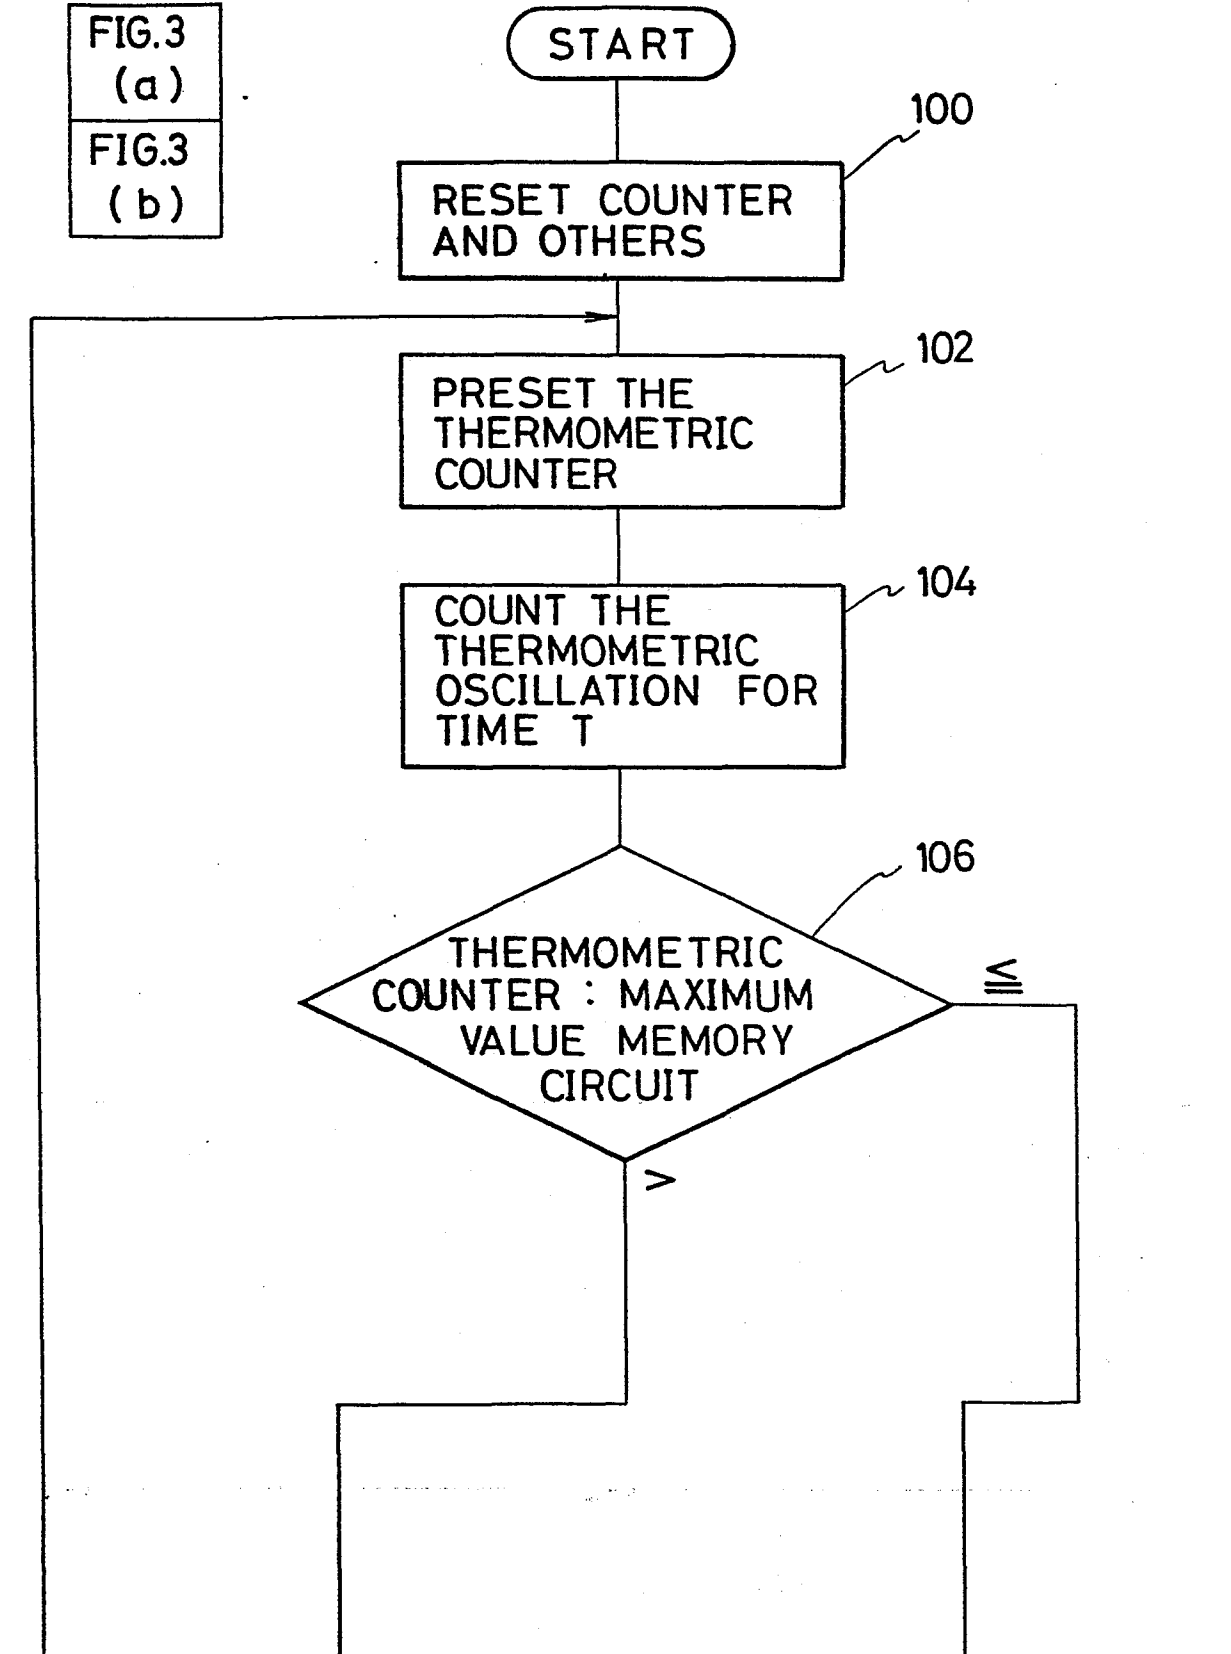 FIG.3
(a)
FIG.3
(b)
START
100
RESET COUNTER
AND OTHERS
102
PRESET THE
THERMOMETRIC
COUNTER
104
COUNT THE
THERMOMETRIC
OSCILLATION FOR
TIME T
106
THERMOMETRIC
COUNTER : MAXIMUM
VALUE MEMORY
CIRCUIT
≦
>